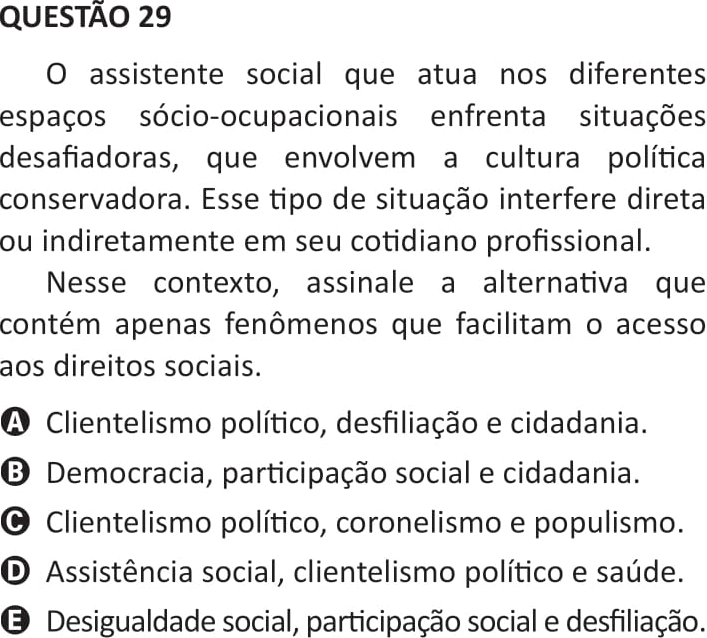 QUESTÃO 29
O assistente social que atua nos diferentes
espaços sócio-ocupacionais enfrenta situações
desafiadoras, que envolvem a cultura política
conservadora. Esse tipo de situação interfere direta
ou indiretamente em seu cotidiano profissional.
Nesse contexto, assinale a alternativa que
contém apenas fenômenos que facilitam o acesso
aos direitos sociais.
A Clientelismo político, desfiliação e cidadania.
B Democracia, participação social e cidadania.
C Clientelismo político, coronelismo e populismo.
D Assistência social, clientelismo político e saúde.
E Desigualdade social, participação social e desfiliação.